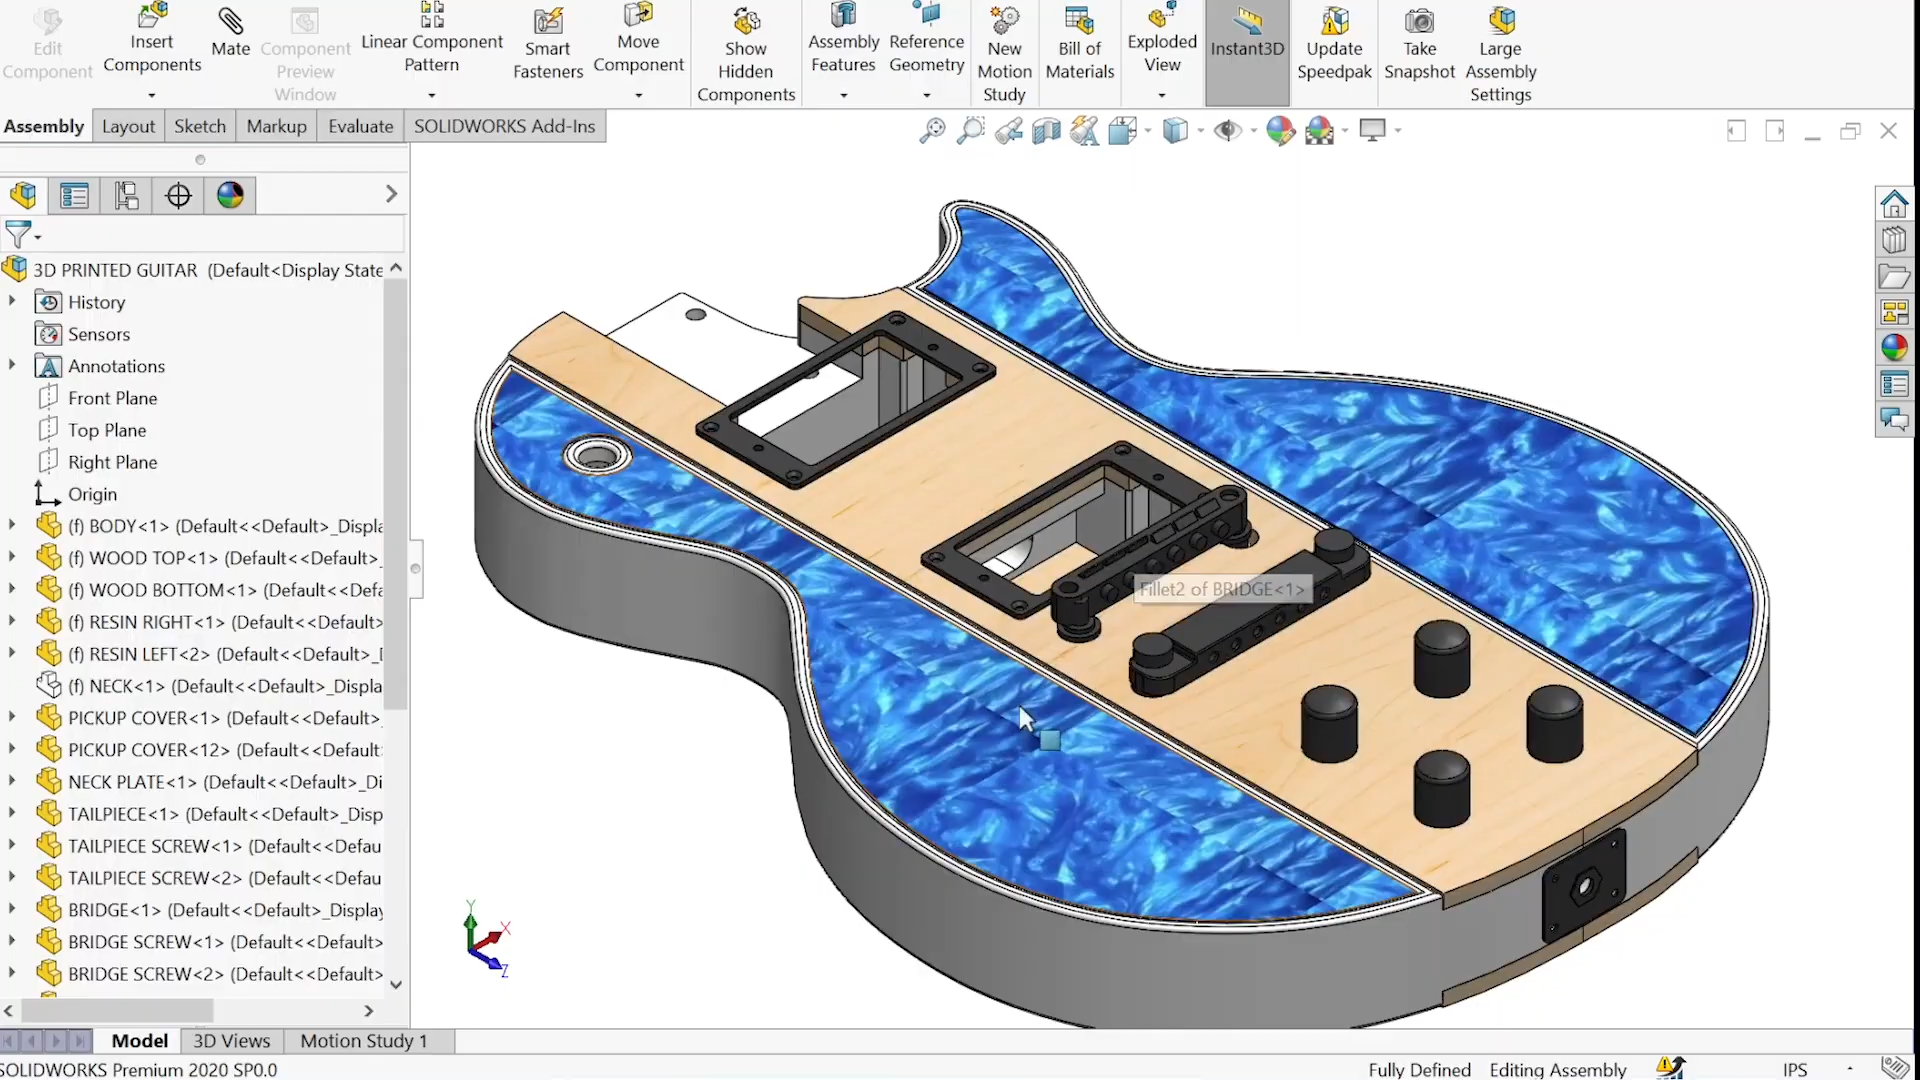 Edit
Component
Insert
Components
Mate
Component
Preview
Window
Linear Component
Pattern
Smart
Fasteners
Move
Component
Show
Hidden
Components
Assembly
Features
Reference
Geometry
New
Motion
Study
Bill of
Materials
Exploded
View
Instant3D
Update
Speedpak
Take
Snapshot
Large
Assembly
Settings
Assembly
Layout
Sketch
Markup
Evaluate
SOLIDWORKS Add-Ins
3D PRINTED GUITAR (Default<Display State
History
Sensors
Annotations
Front Plane
Top Plane
Right Plane
Origin
(f) BODY<1> (Default<<Default>_Displa
(f) WOOD TOP<1> (Default<<Default>_
(f) WOOD BOTTOM<1> (Default<<Defa
(f) RESIN RIGHT<1> (Default<<Default>
(f) RESIN LEFT<2> (Default<<Default>_
(f) NECK<1> (Default<<Default>_Displa
PICKUP COVER<1> (Default<<Default>_
PICKUP COVER<12> (Default<<Default
NECK PLATE<1> (Default<<Default>_Di
TAILPIECE<1> (Default<<Default>_Disp
TAILPIECE SCREW<1> (Default<<Defau
TAILPIECE SCREW<2> (Default<<Defau
BRIDGE<1> (Default<<Default>_Display
BRIDGE SCREW<1> (Default<<Default>
BRIDGE SCREW<2> (Default<<Default>
Fillet2 of BRIDGE<1>
Y
X
Z
Model
3D Views
Motion Study 1
SOLIDWORKS Premium 2020 SP0.0
Fully Defined
Editing Assembly
IPS